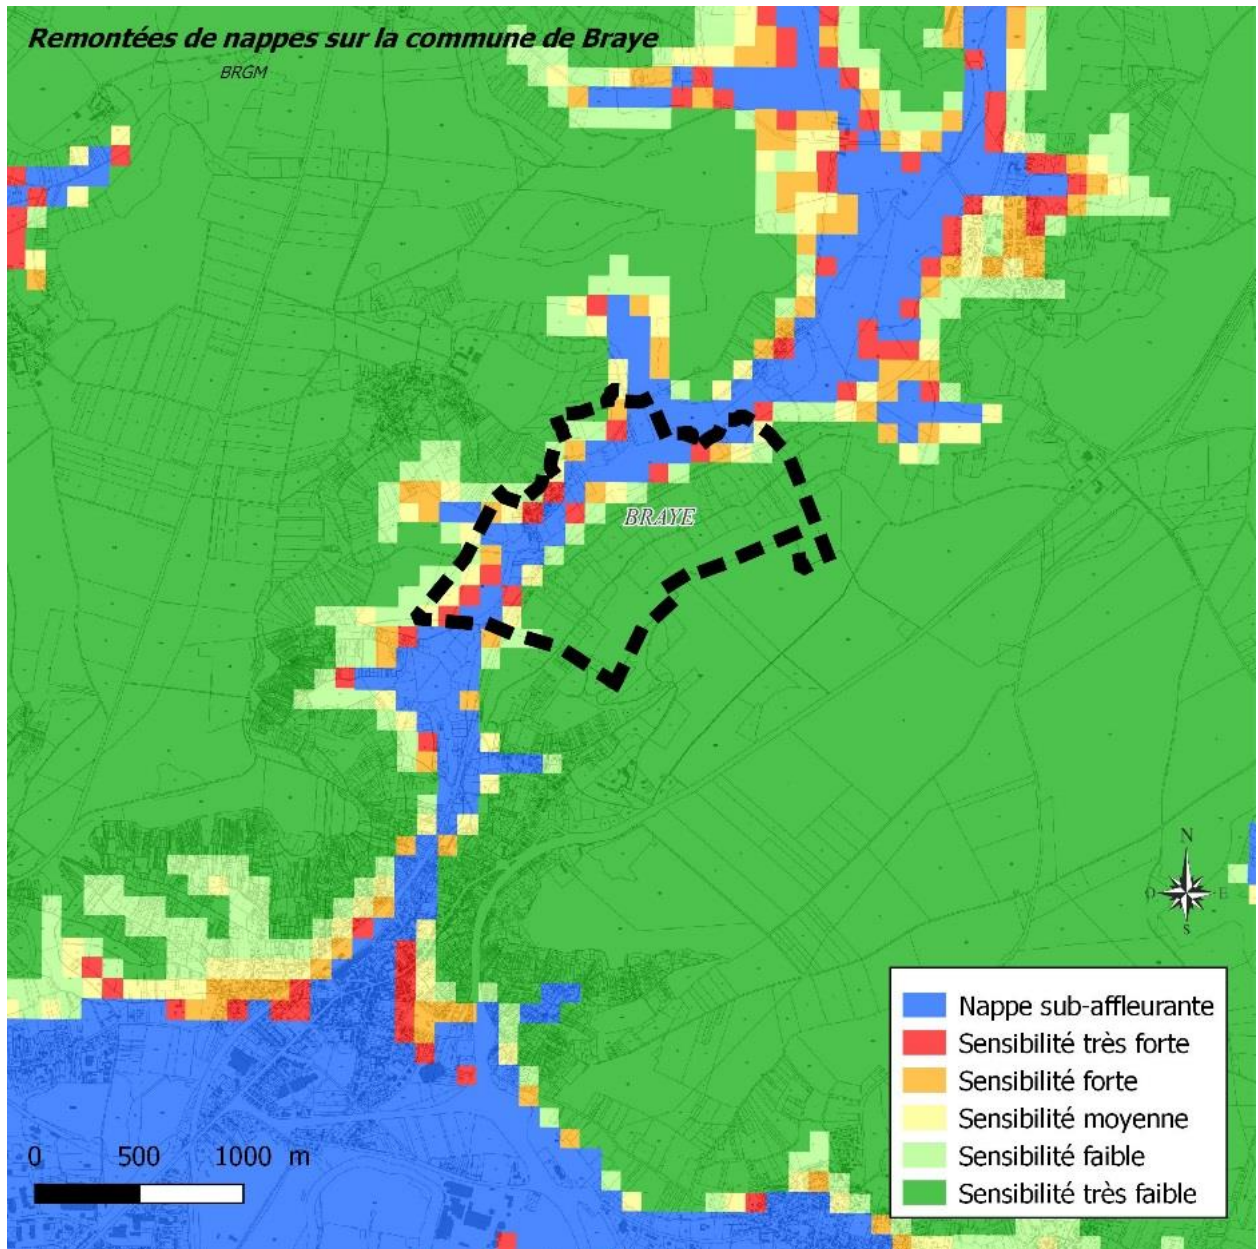 Remontées de nappes sur la commune de Braye
BRGM
BRAYE
N
O
E
S
Nappe sub-affleurante
Sensibilité très forte
Sensibilité forte
Sensibilité moyenne
Sensibilité faible
Sensibilité très faible
0 500 1000 m